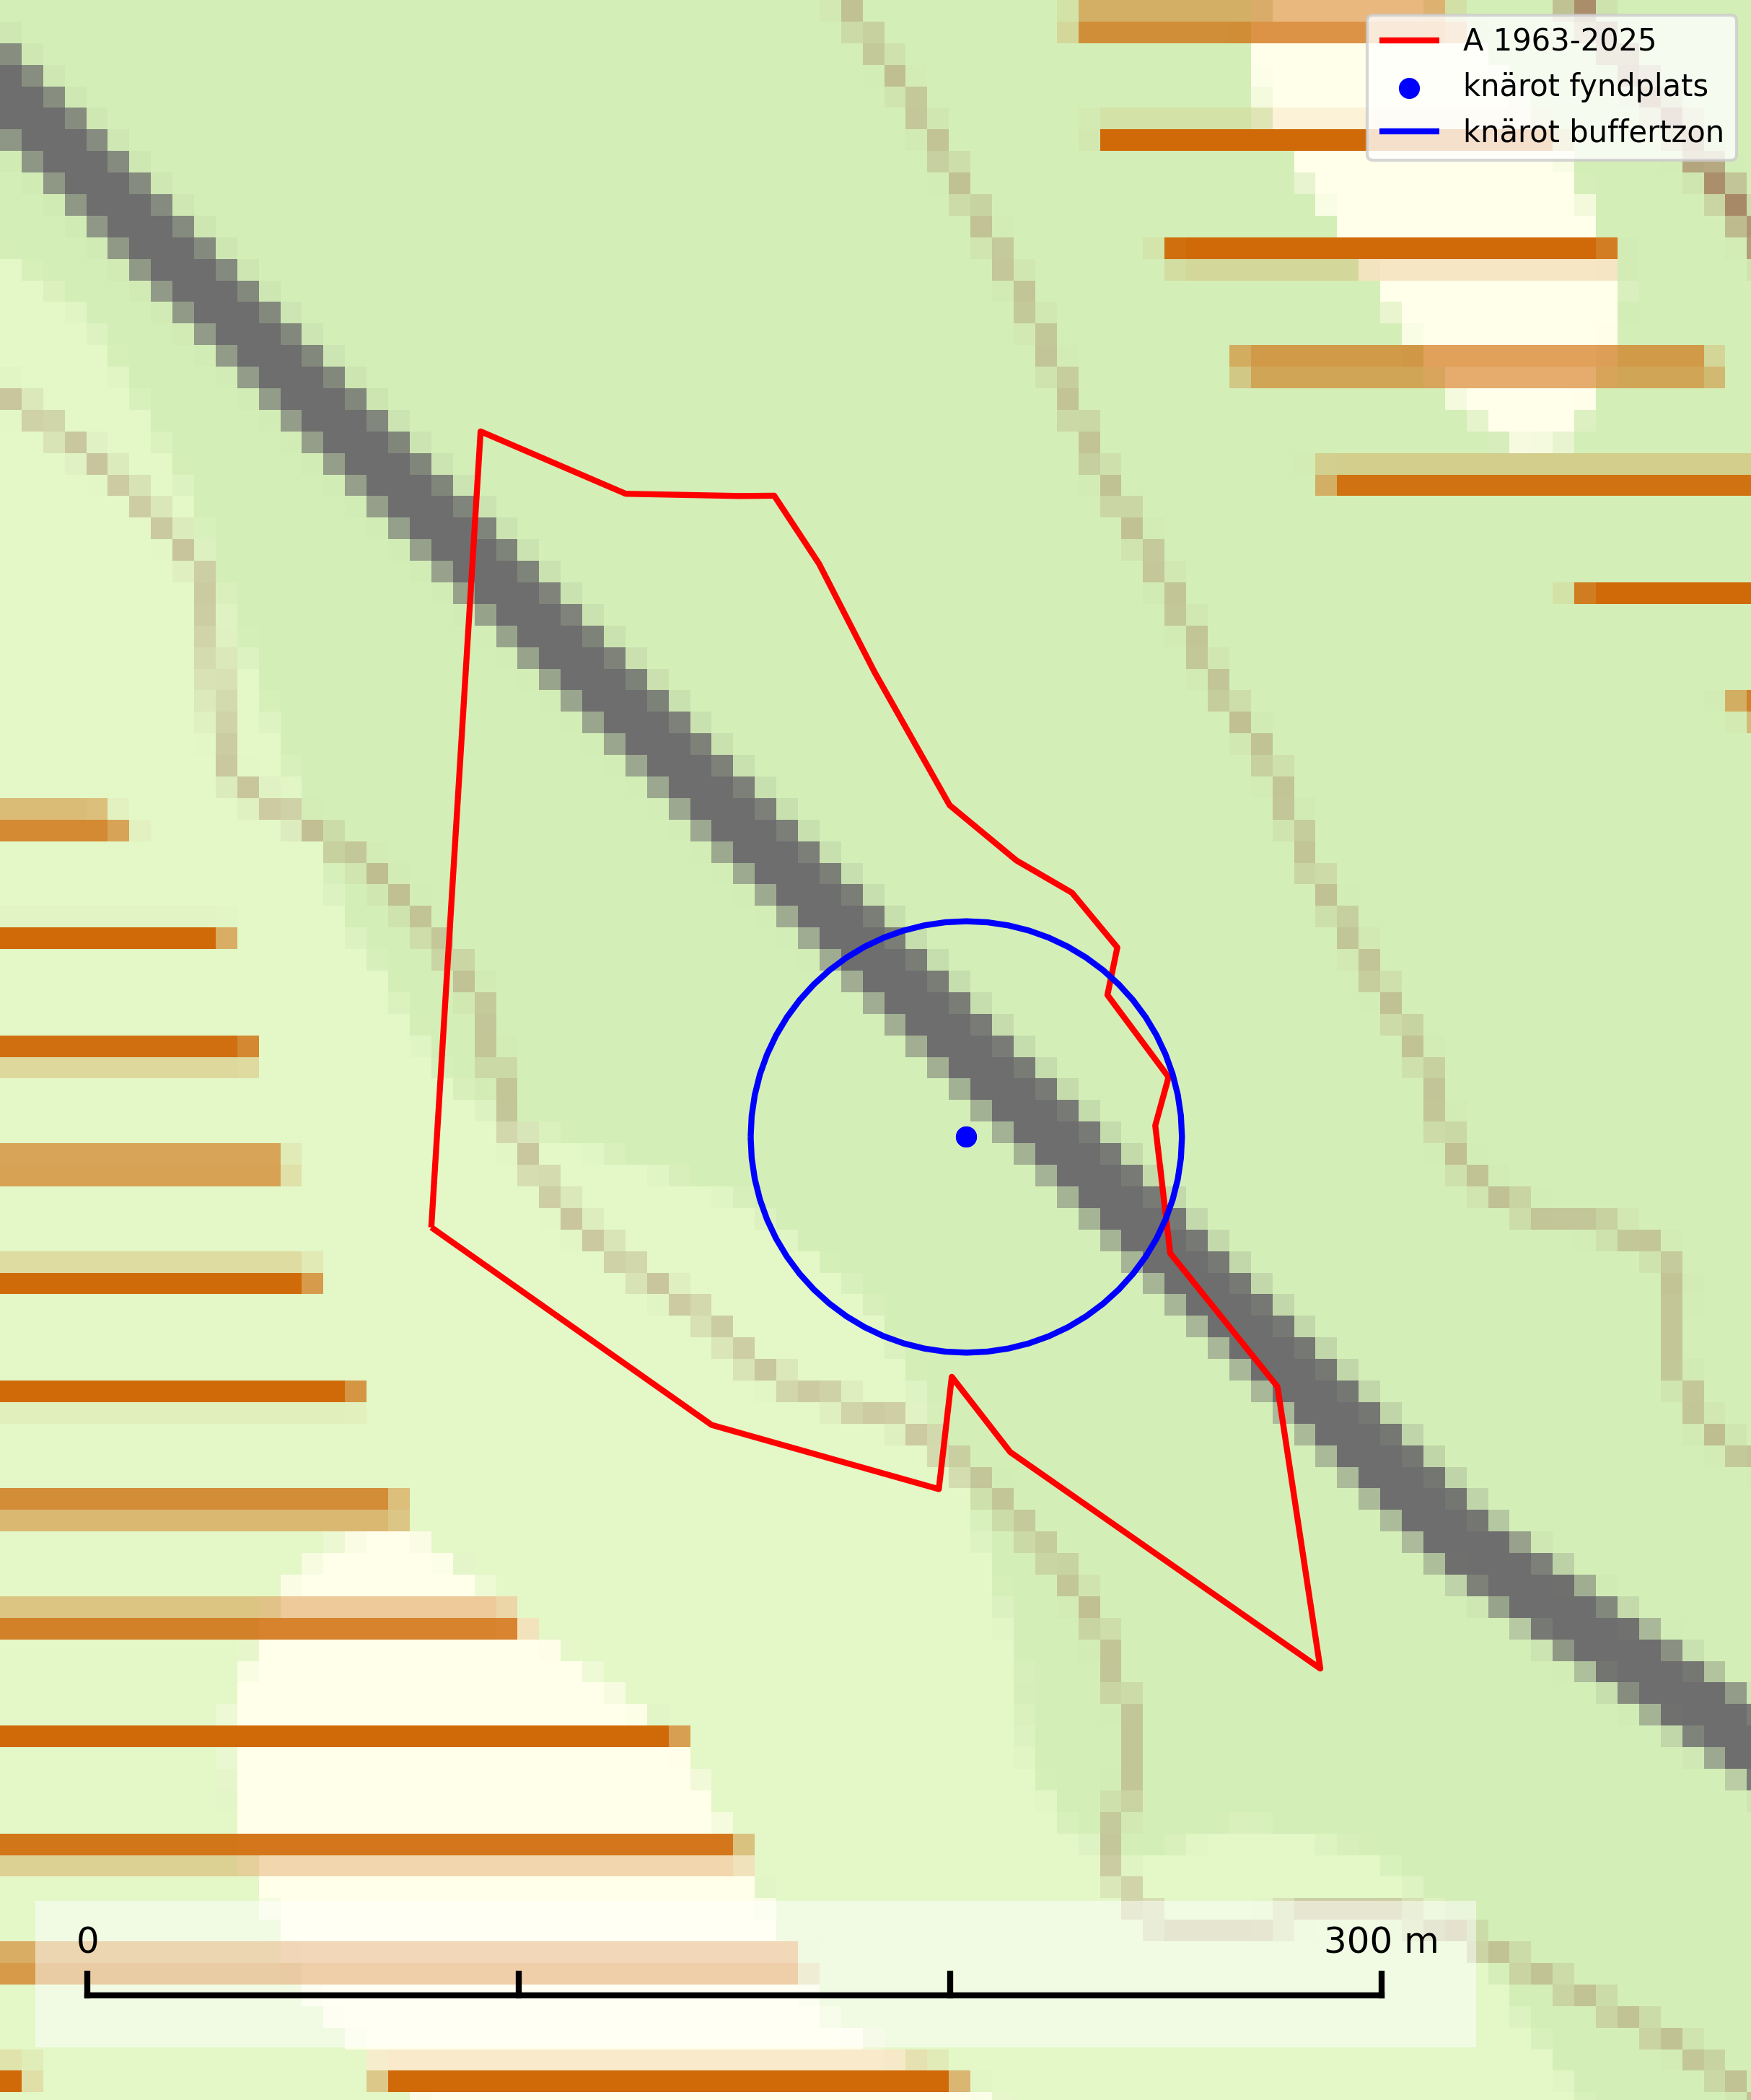 A 1963-2025
knärot fyndplats
knärot buffertzon
0
300 m